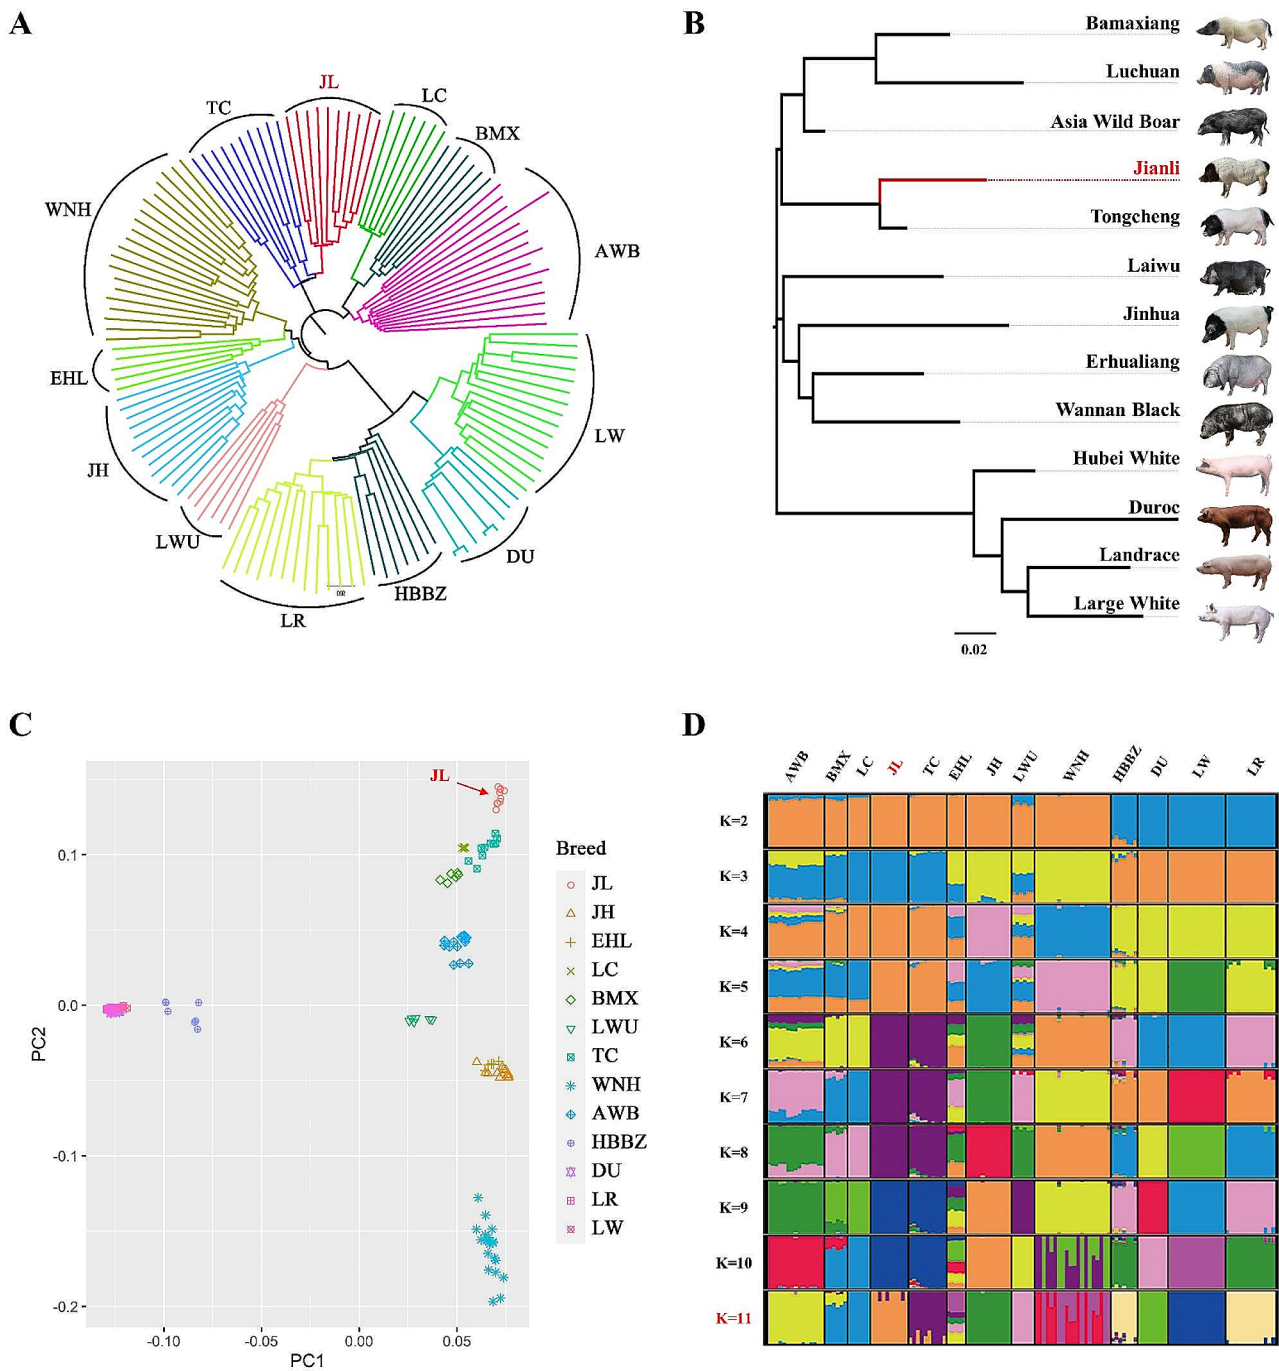 A
JL
LC
TC
BMX
WNH
AWB
EHL
LW
JH
LWU
DU
HBBZ
LR
B
Bamaxiang
Luchuan
Asia Wild Boar
Jianli
Tongcheng
Laiwu
Jinhua
Erhualiang
Wannan Black
Hubei White
Duroc
Landrace
Large White
0.02
C
JL
0.1
0.0
-0.1
-0.2
PC2
-0.10
-0.05
0.00
0.05
PC1
Breed
JL
JH
EHL
LC
BMX
LWU
TC
WNH
AWB
HBBZ
DU
LR
LW
D
AWB BMX LC JL TC EHL JH LWU WNH HBBZ DU LW LR
K=2
K=3
K=4
K=5
K=6
K=7
K=8
K=9
K=10
K=11